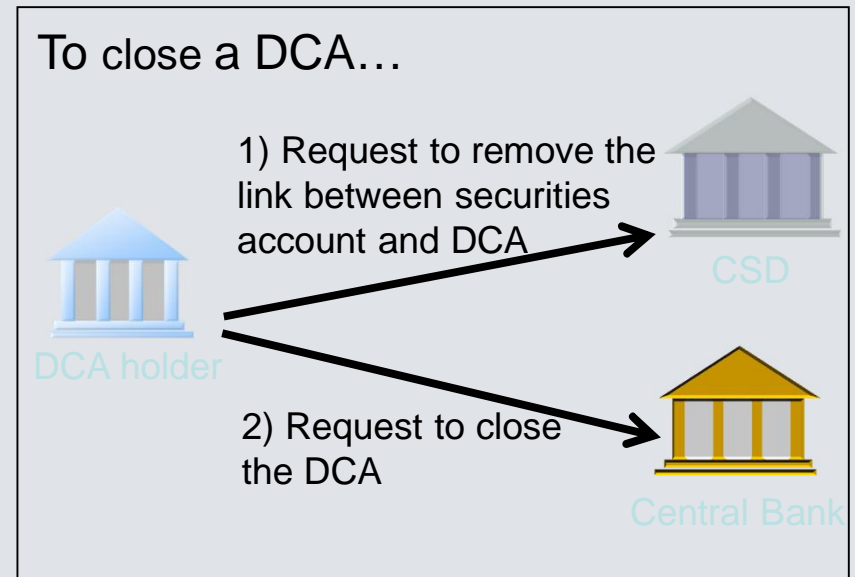 To close a DCA…
1) Request to remove the
link between securities
account and DCA
CSD
DCA holder
2) Request to close
the DCA
Central Bank